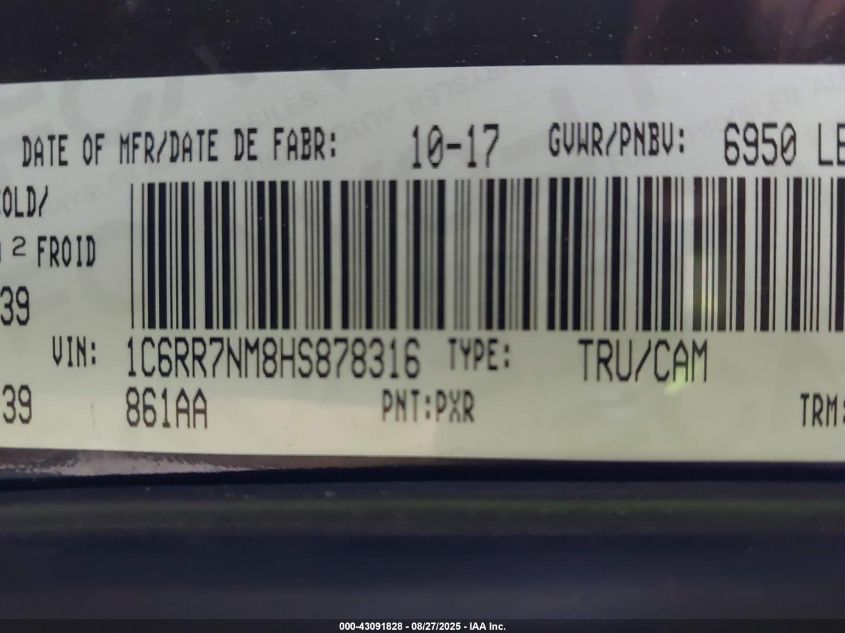 DATE OF MFR/DATE DE FABR: 10-17 GVWR/PNBV: 6950 LB
COLD/
2 FROID
39
VIN: 1C6RR7NM8HS878316 TYPE: TRU/CAM
39 861AA PNT:PXR TRM:
000-43091828 - 08/27/2025 - IAA Inc.